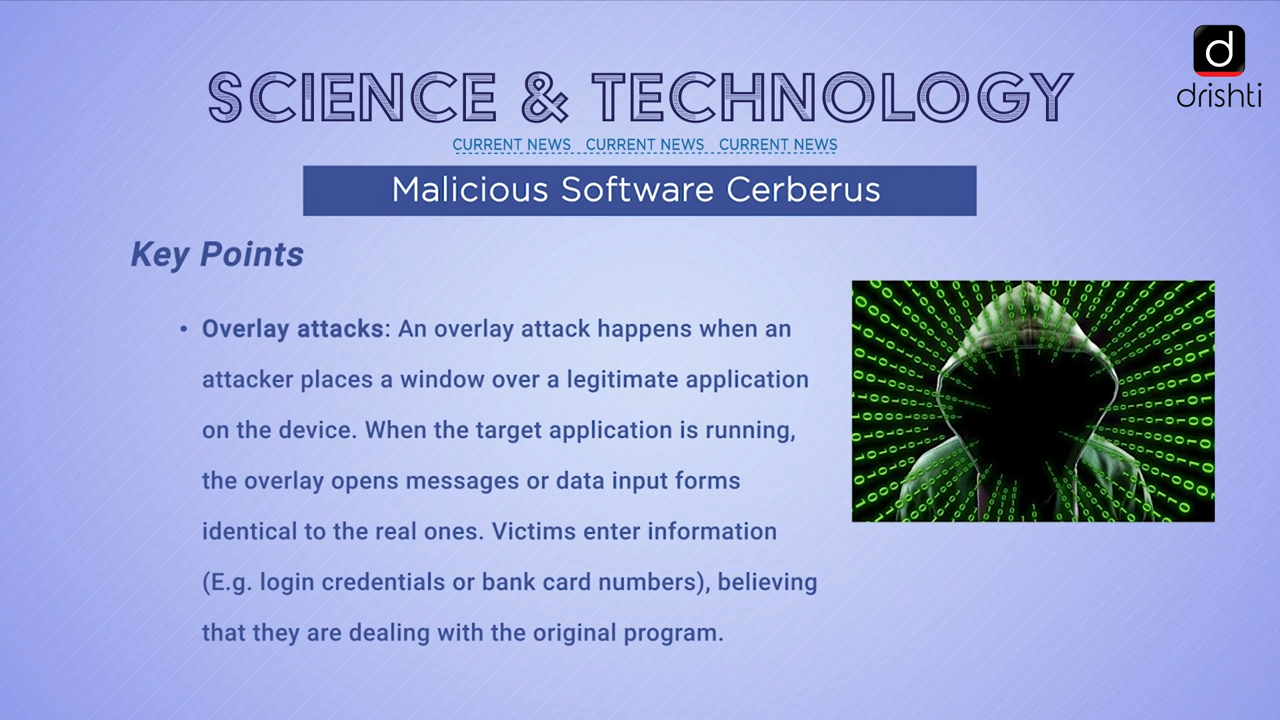 d
drishti
SCIENCE & TECHNOLOGY
CURRENT NEWS CURRENT NEWS CURRENT NEWS
Malicious Software Cerberus
Key Points
• Overlay attacks: An overlay attack happens when an
attacker places a window over a legitimate application
on the device. When the target application is running,
the overlay opens messages or data input forms
identical to the real ones. Victims enter information
(E.g. login credentials or bank card numbers), believing
that they are dealing with the original program.